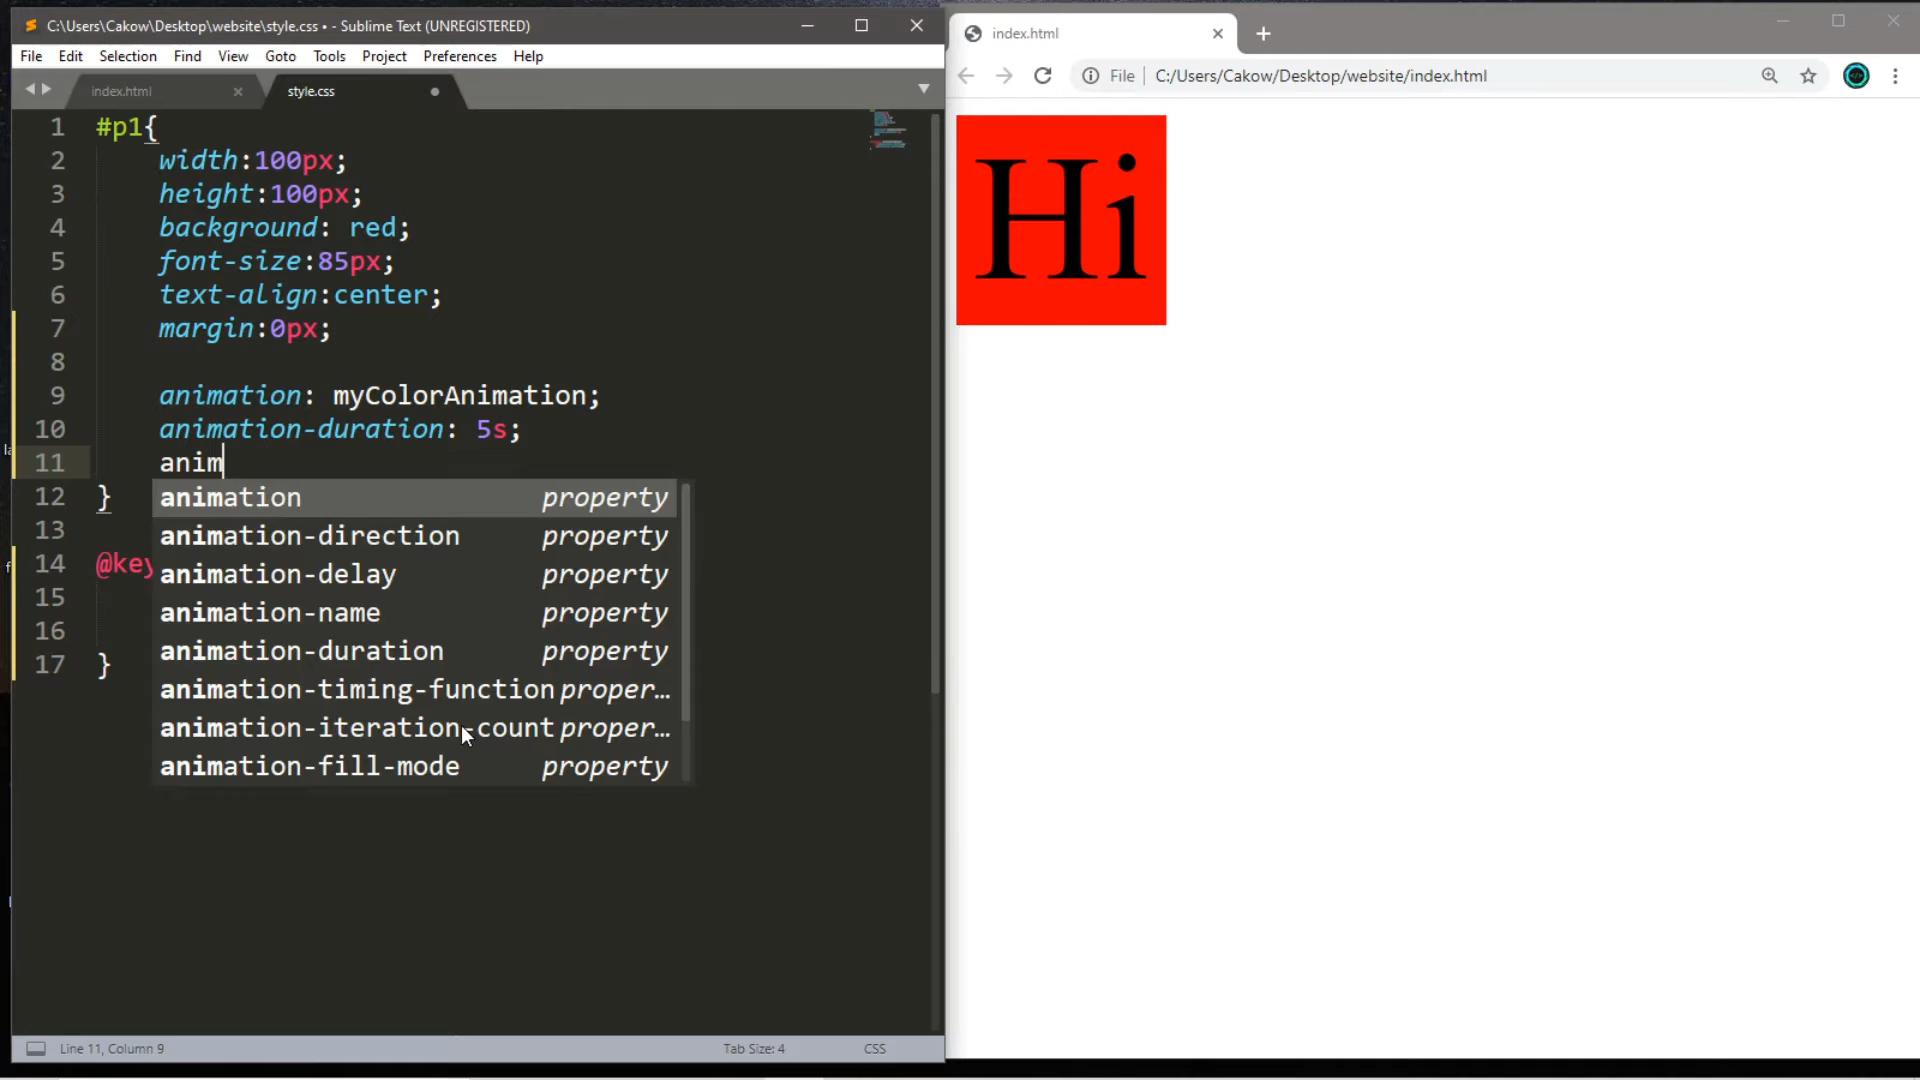 C:\Users\Cakow\Desktop\website\style.css • - Sublime Text (UNREGISTERED)
File Edit Selection Find View Goto Tools Project Preferences Help
index.html style.css
1 #p1{
2 width:100px;
3 height:100px;
4 background: red;
5 font-size:85px;
6 text-align:center;
7 margin:0px;
8
9 animation: myColorAnimation;
10 animation-duration: 5s;
11 anim
12 }
animation property
animation-direction property
13
animation-delay property
14 @key
animation-name property
15
16
animation-duration property
17 }
animation-timing-function proper…
animation-iteration-count proper…
animation-fill-mode property
Line 11, Column 9 Tab Size: 4 CSS
index.html
File C:/Users/Cakow/Desktop/website/index.html
Hi